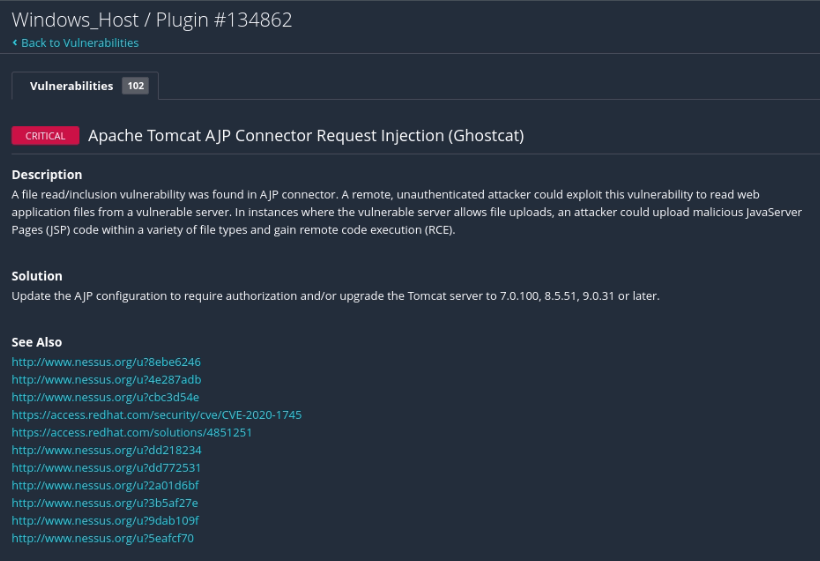 Windows_Host / Plugin #134862
‹ Back to Vulnerabilities
Vulnerabilities 102
CRITICAL Apache Tomcat AJP Connector Request Injection (Ghostcat)
Description
A file read/inclusion vulnerability was found in AJP connector. A remote, unauthenticated attacker could exploit this vulnerability to read web
application files from a vulnerable server. In instances where the vulnerable server allows file uploads, an attacker could upload malicious JavaServer
Pages (JSP) code within a variety of file types and gain remote code execution (RCE).
Solution
Update the AJP configuration to require authorization and/or upgrade the Tomcat server to 7.0.100, 8.5.51, 9.0.31 or later.
See Also
http://www.nessus.org/u?8ebe6246
http://www.nessus.org/u?4e287adb
http://www.nessus.org/u?cbc3d54e
https://access.redhat.com/security/cve/CVE-2020-1745
https://access.redhat.com/solutions/4851251
http://www.nessus.org/u?dd218234
http://www.nessus.org/u?dd772531
http://www.nessus.org/u?2a01d6bf
http://www.nessus.org/u?3b5af27e
http://www.nessus.org/u?9dab109f
http://www.nessus.org/u?5eafcf70